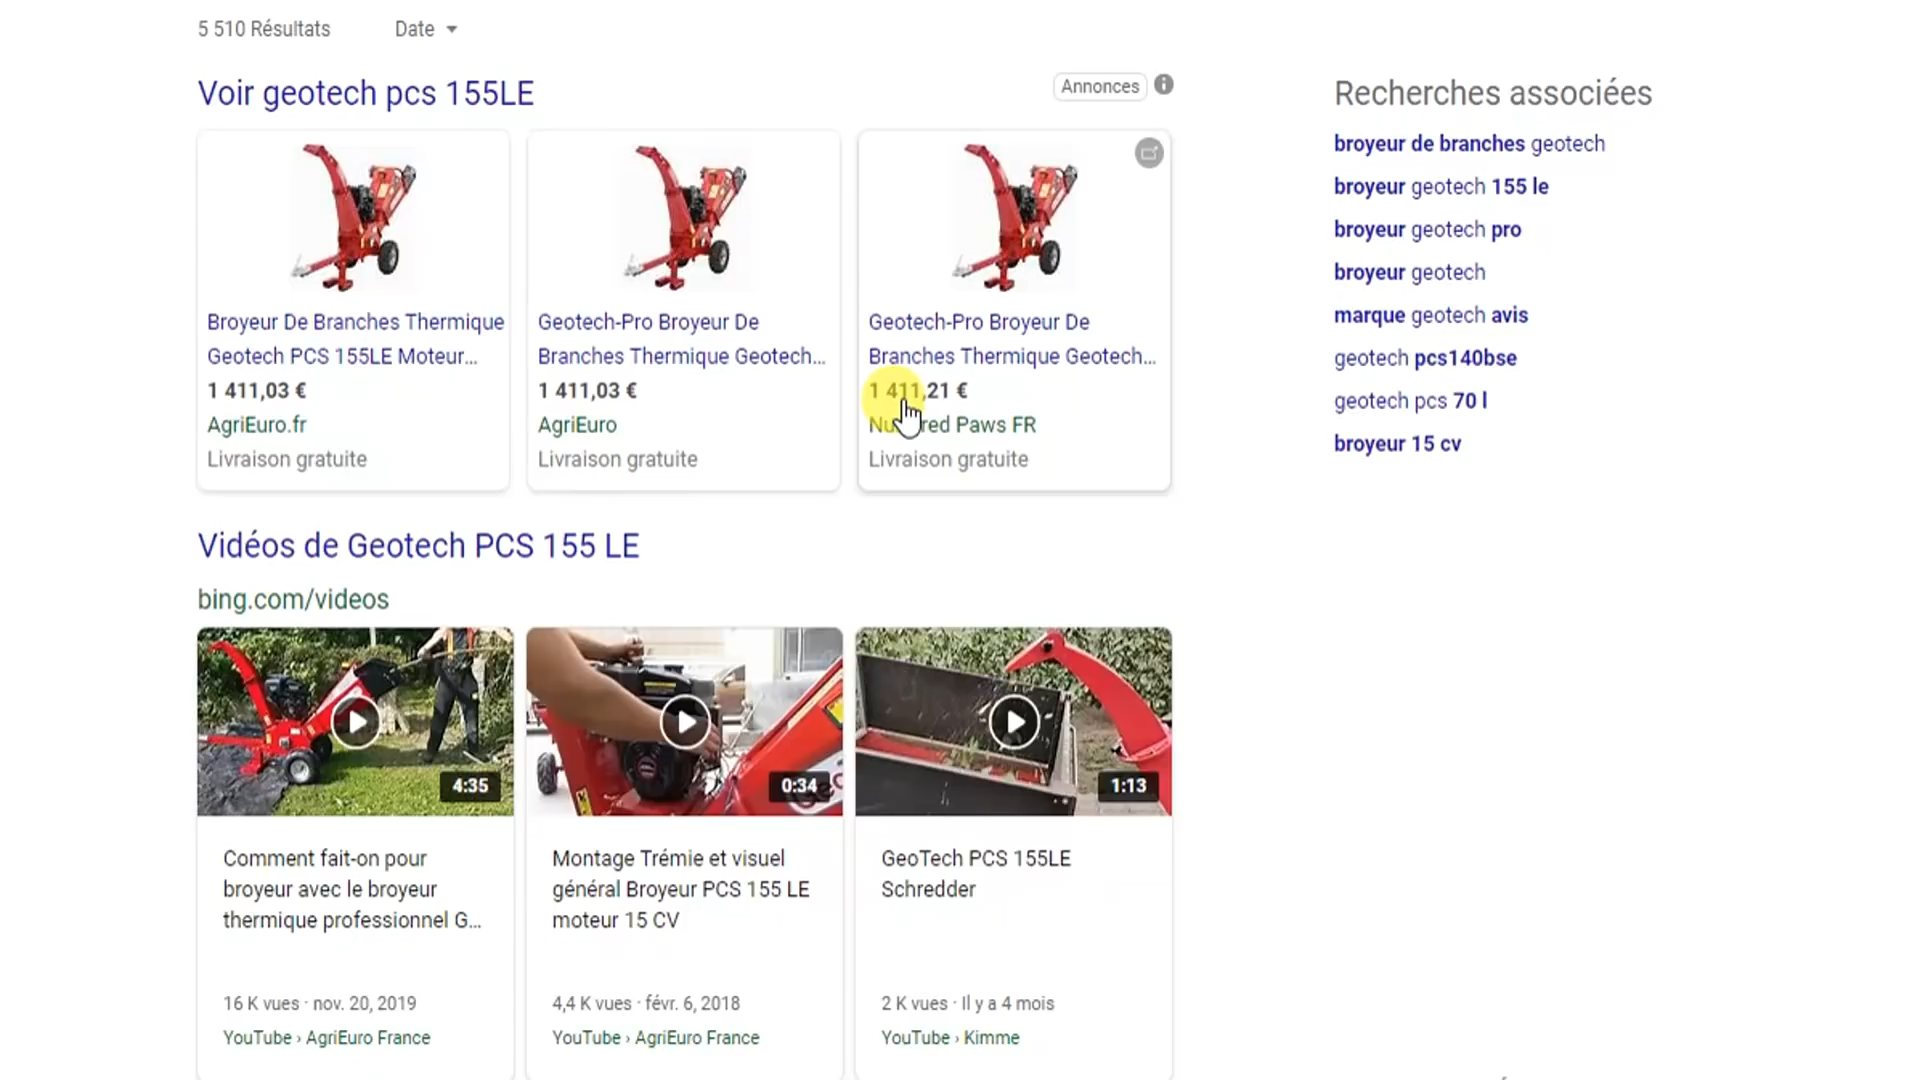 5 510 Résultats
Date
Voir geotech pcs 155LE
Annonces
Broyeur De Branches Thermique
Geotech PCS 155LE Moteur...
1 411,03 €
AgriEuro.fr
Livraison gratuite
Geotech-Pro Broyeur De
Branches Thermique Geotech...
1 411,03 €
AgriEuro
Livraison gratuite
Geotech-Pro Broyeur De
Branches Thermique Geotech...
1 411,21 €
Paws FR
Livraison gratuite
Vidéos de Geotech PCS 155 LE
bing.com/videos
4:35
Comment fait-on pour
broyeur avec le broyeur
thermique professionnel G...
16 K vues · nov. 20, 2019
YouTube › AgriEuro France
0:34
Montage Trémie et visuel
général Broyeur PCS 155 LE
moteur 15 CV
4,4 K vues · févr. 6, 2018
YouTube › AgriEuro France
1:13
GeoTech PCS 155LE
Schredder
2 K vues · Il y a 4 mois
YouTube › Kimme
Recherches associées
broyeur de branches geotech
broyeur geotech 155 le
broyeur geotech pro
broyeur geotech
marque geotech avis
geotech pcs140bse
geotech pcs 70 l
broyeur 15 cv